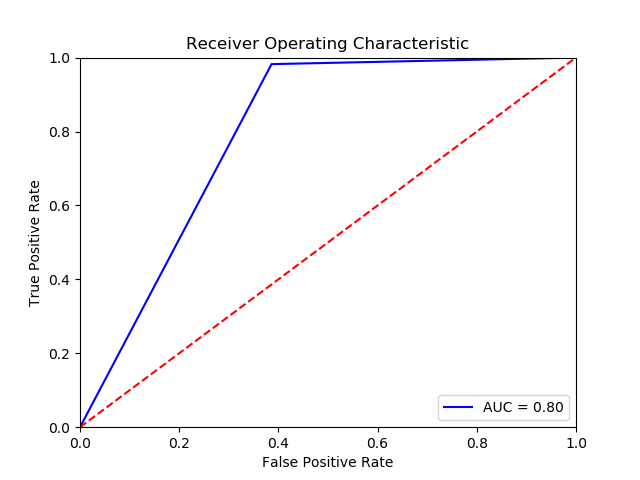 Receiver Operating Characteristic
1.0
0.8
0.6
0.4
0.2
0.0
True Positive Rate
AUC = 0.80
0.0 0.2 0.4 0.6 0.8 1.0
False Positive Rate